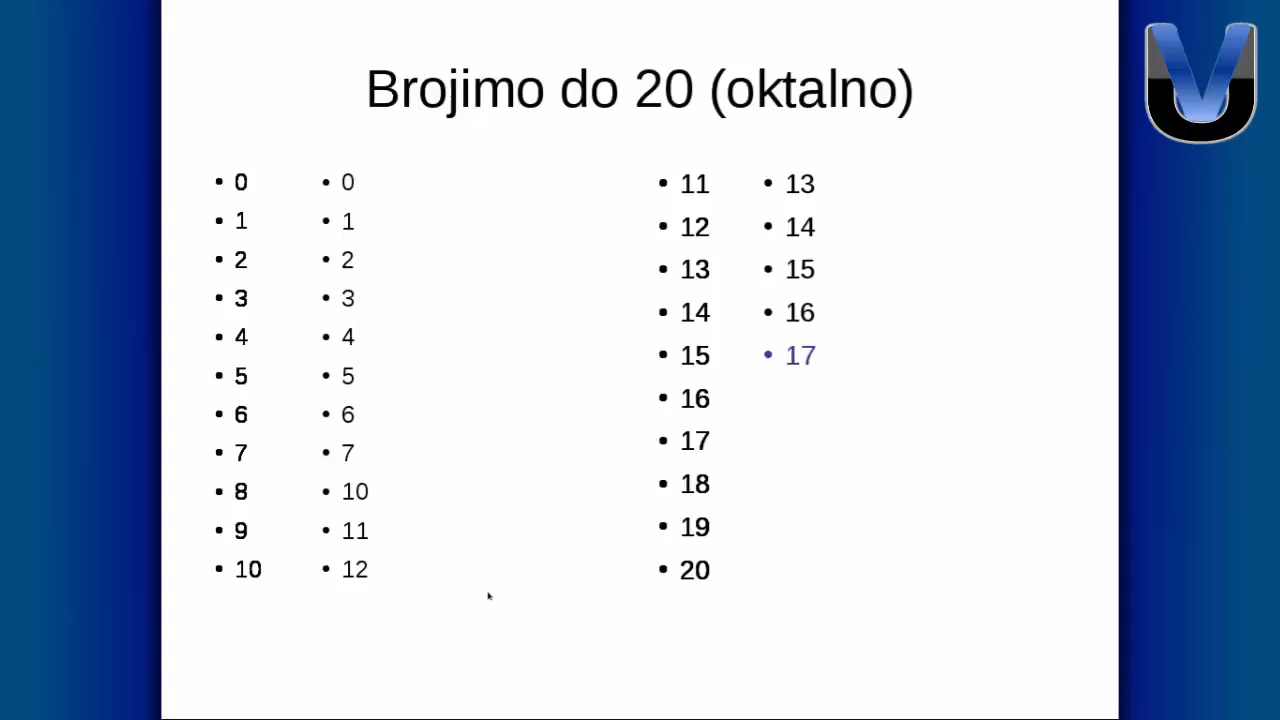 Brojimo do 20 (oktalno)
• 0 • 0
• 1 • 1
• 2 • 2
• 3 • 3
• 4 • 4
• 5 • 5
• 6 • 6
• 7 • 7
• 8 • 10
• 9 • 11
• 10 • 12
• 11 • 13
• 12 • 14
• 13 • 15
• 14 • 16
• 15 • 17
• 16
• 17
• 18
• 19
• 20
UV